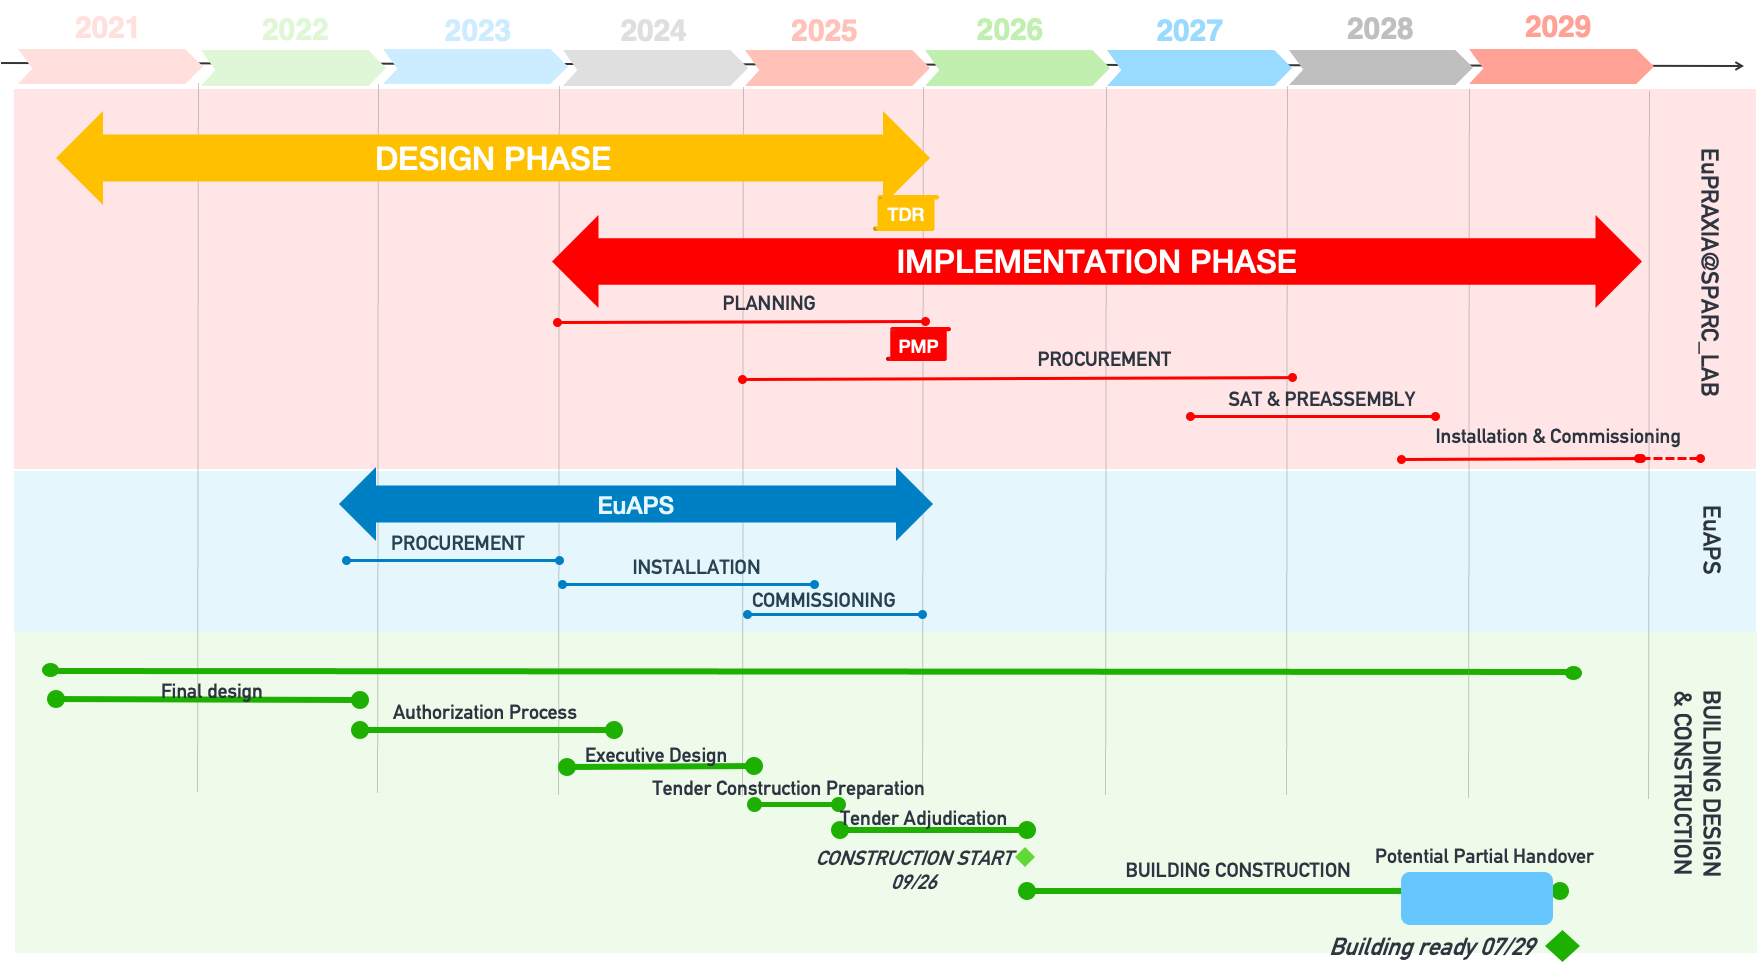 2021
2022
2023
2024
2025
2026
2027
2028
2029
DESIGN PHASE
TDR
IMPLEMENTATION PHASE
PLANNING
PMP
PROCUREMENT
SAT & PREASSEMBLY
Installation & Commissioning
EuPRAXIA@SPARC_LAB
EuAPS
PROCUREMENT
INSTALLATION
COMMISSIONING
EuAPS
Final design
Authorization Process
Executive Design
Tender Construction Preparation
Tender Adjudication
CONSTRUCTION START
09/26
BUILDING CONSTRUCTION
Potential Partial Handover
Building ready 07/29
BUILDING DESIGN
& CONSTRUCTION